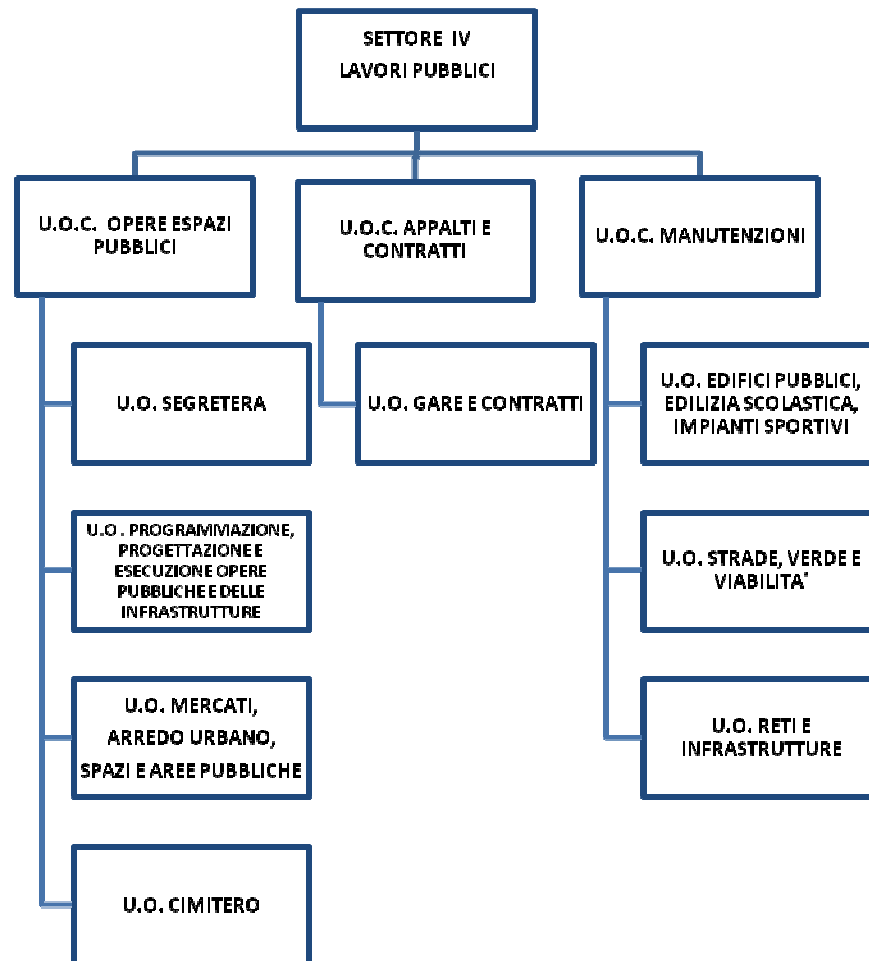 SETTORE IV
LAVORI PUBBLICI
U.O.C. OPERE ESPAZI
PUBBLICI
U.O. SEGRETERA
U.O. PROGRAMMAZIONE,
PROGETTAZIONE E
ESECUZIONE OPERE
PUBBLICHE E DELLE
INFRASTRUTTURE
U.O. MERCATI,
ARREDO URBANO,
SPAZI E AREE PUBBLICHE
U.O. CIMITERO
U.O.C. APPALTI E
CONTRATTI
U.O. GARE E CONTRATTI
U.O.C. MANUTENZIONI
U.O. EDIFICI PUBBLICI,
EDILIZIA SCOLASTICA,
IMPIANTI SPORTIVI
U.O. STRADE, VERDE E
VIABILITA'
U.O. RETI E
INFRASTRUTTURE